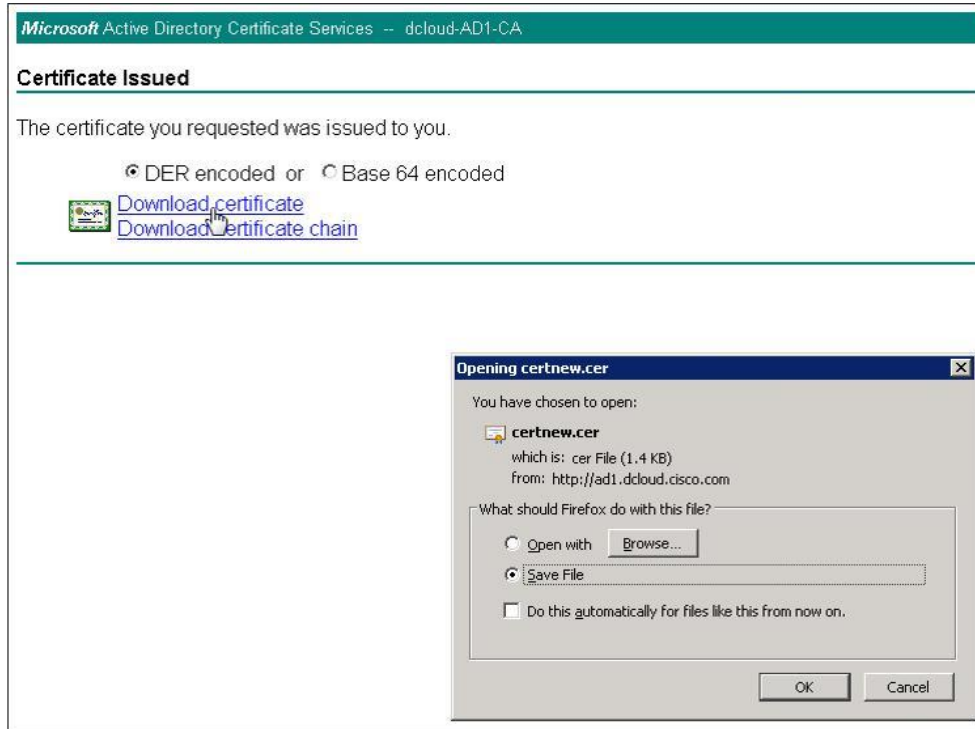 Microsoft Active Directory Certificate Services -- dcloud-AD1-CA
Certificate Issued
The certificate you requested was issued to you.
DER encoded or Base 64 encoded
Download certificate
Download certificate chain
Opening certnew.cer
You have chosen to open:
certnew.cer
which is: cer File (1.4 KB)
from: http://ad1.dcloud.cisco.com
What should Firefox do with this file?
Open with Browse...
Save File
Do this automatically for files like this from now on.
OK Cancel